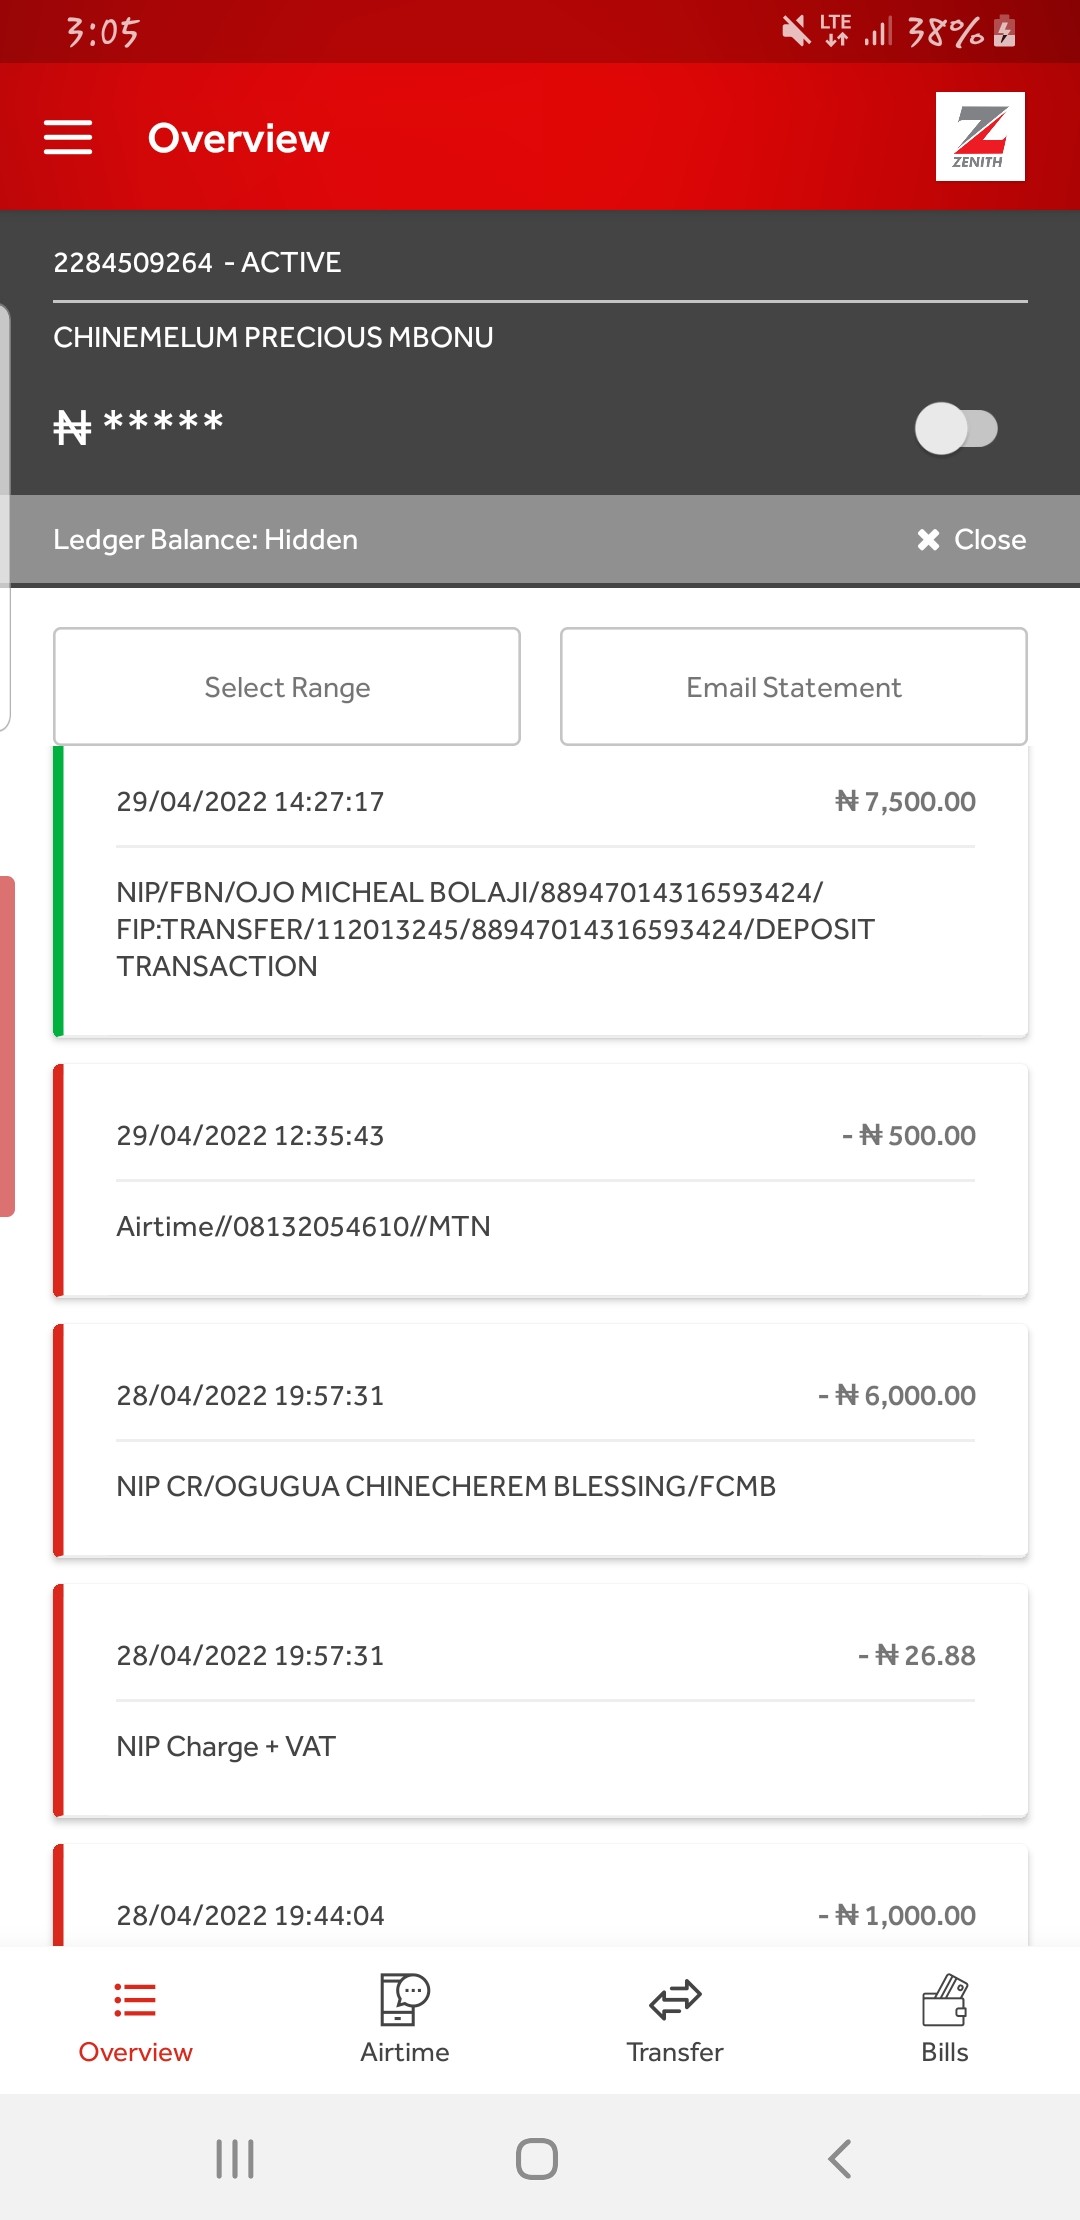 3:05 LTE 38%
Overview
ZENITH
2284509264 - ACTIVE
CHINEMELUM PRECIOUS MBONU
₦ *****
Ledger Balance: Hidden ✖ Close
Select Range Email Statement
29/04/2022 14:27:17 ₦ 7,500.00
NIP/FBN/OJO MICHEAL BOLAJI/88947014316593424/
FIP:TRANSFER/112013245/88947014316593424/DEPOSIT
TRANSACTION
29/04/2022 12:35:43 - ₦ 500.00
Airtime//08132054610//MTN
28/04/2022 19:57:31 - ₦ 6,000.00
NIP CR/OGUGUA CHINECHEREM BLESSING/FCMB
28/04/2022 19:57:31 - ₦ 26.88
NIP Charge + VAT
28/04/2022 19:44:04 - ₦ 1,000.00
Overview Airtime Transfer Bills